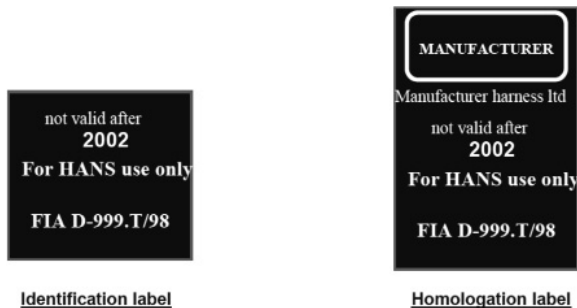 not valid after
2002
For HANS use only
FIA D-999.T/98
Identification label
MANUFACTURER
Manufacturer harness ltd
not valid after
2002
For HANS use only
FIA D-999.T/98
Homologation label